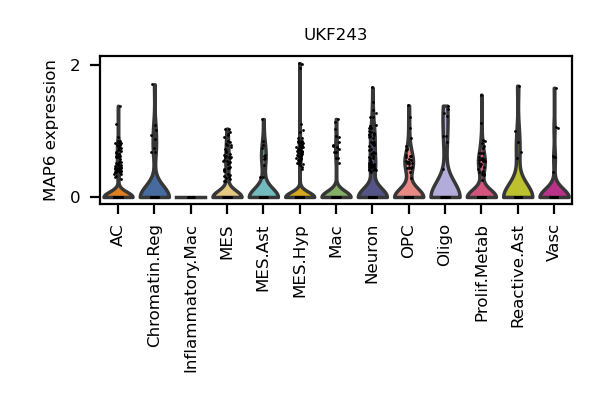 UKF243
MAP6 expression
2
0
AC
Chromatin.Reg
Inflammatory.Mac
MES
MES.Ast
MES.Hyp
Mac
Neuron
OPC
Oligo
Prolif.Metab
Reactive.Ast
Vasc